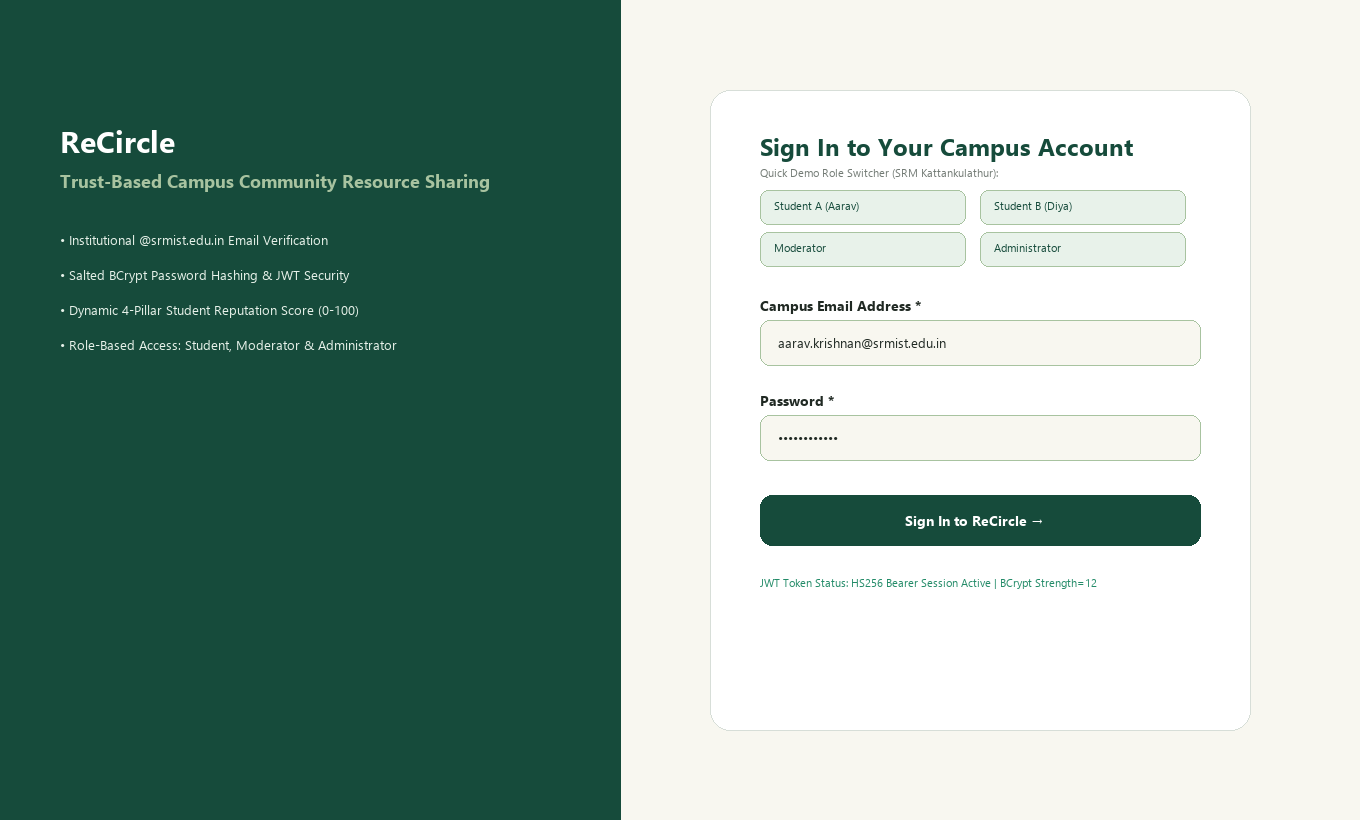 ReCircle
Trust-Based Campus Community Resource Sharing
• Institutional @srmist.edu.in Email Verification
• Salted BCrypt Password Hashing & JWT Security
• Dynamic 4-Pillar Student Reputation Score (0-100)
• Role-Based Access: Student, Moderator & Administrator
Sign In to Your Campus Account
Quick Demo Role Switcher (SRM Kattankulathur):
Student A (Aarav)
Student B (Diya)
Moderator
Administrator
Campus Email Address *
aarav.krishnan@srmist.edu.in
Password *
••••••••••••
Sign In to ReCircle →
JWT Token Status: HS256 Bearer Session Active | BCrypt Strength=12